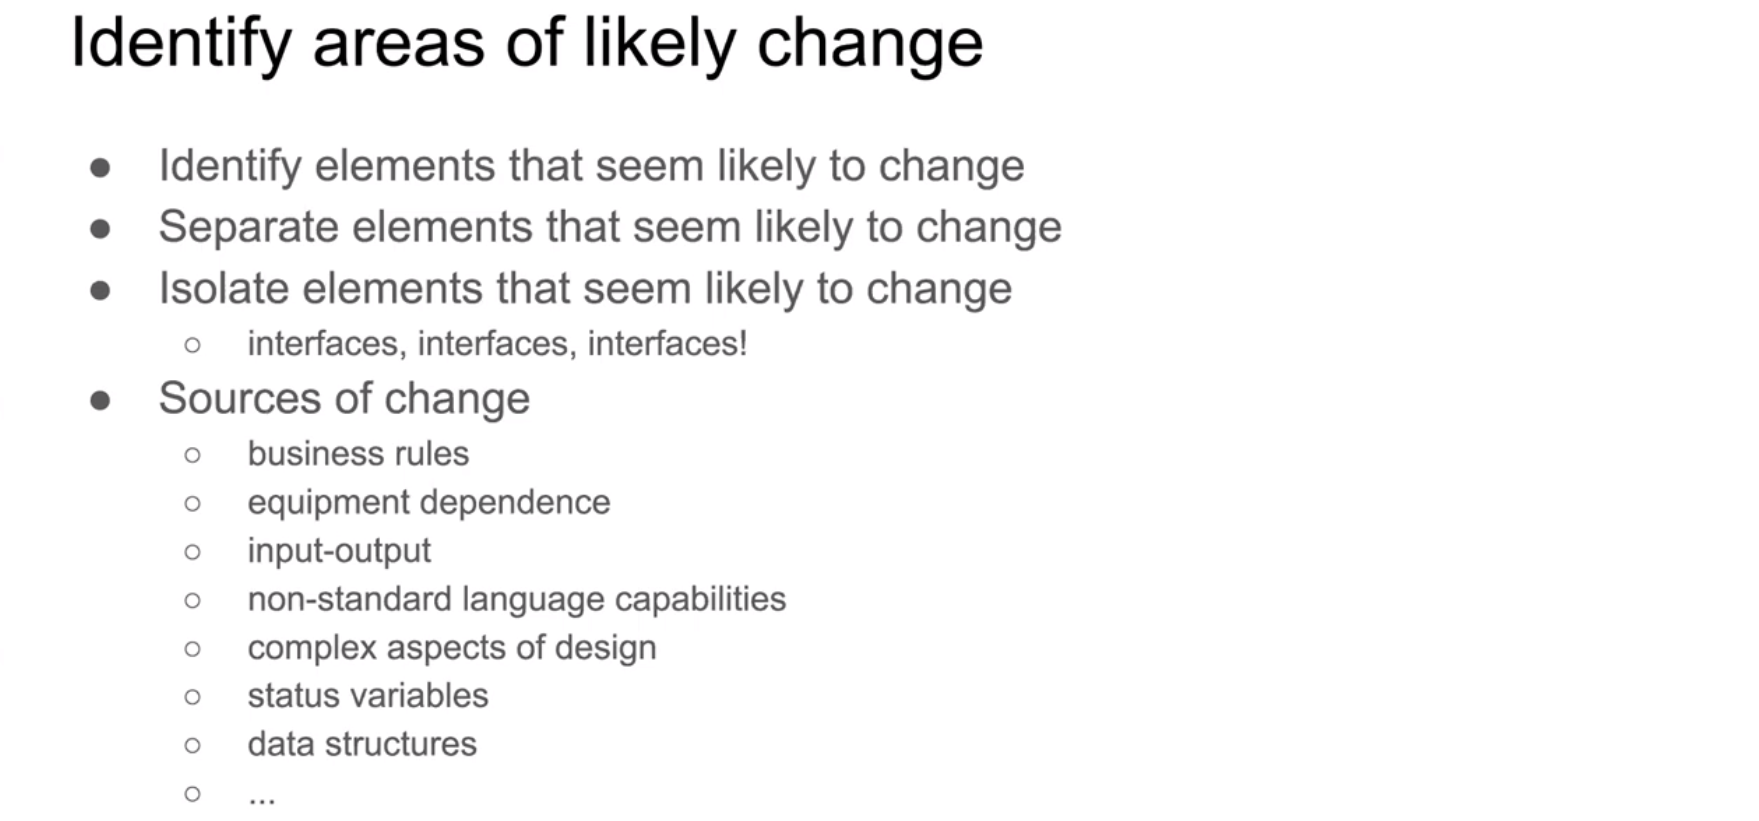 Identify areas of likely change
● Identify elements that seem likely to change
● Separate elements that seem likely to change
● Isolate elements that seem likely to change
○ interfaces, interfaces, interfaces!
● Sources of change
○ business rules
○ equipment dependence
○ input-output
○ non-standard language capabilities
○ complex aspects of design
○ status variables
○ data structures
○ ...